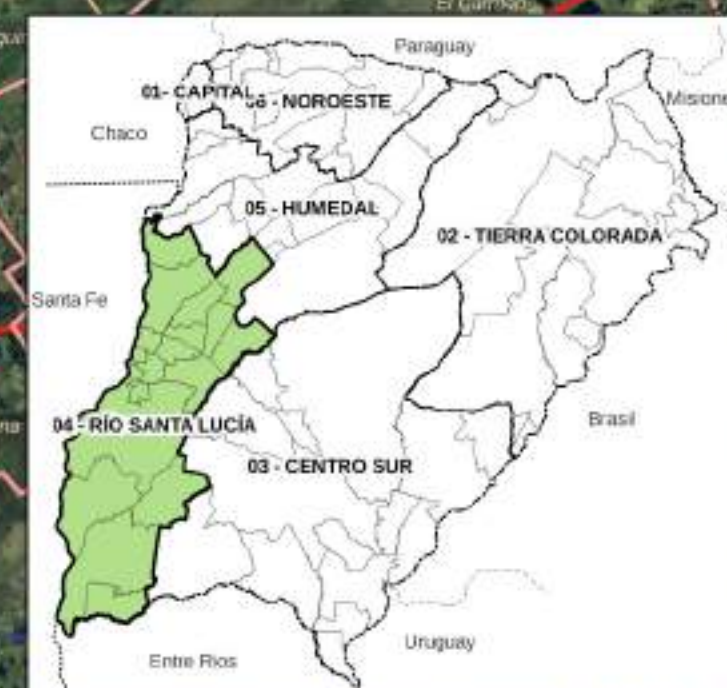 Paraguay
01- CAPITAL
- NOROESTE
Chaco
05 - HUMEDAL
02 - TIERRA COLORADA
Santa Fe
04 - RÍO SANTA LUCÍA
Brasil
03 - CENTRO SUR
Uruguay
Entre Rios